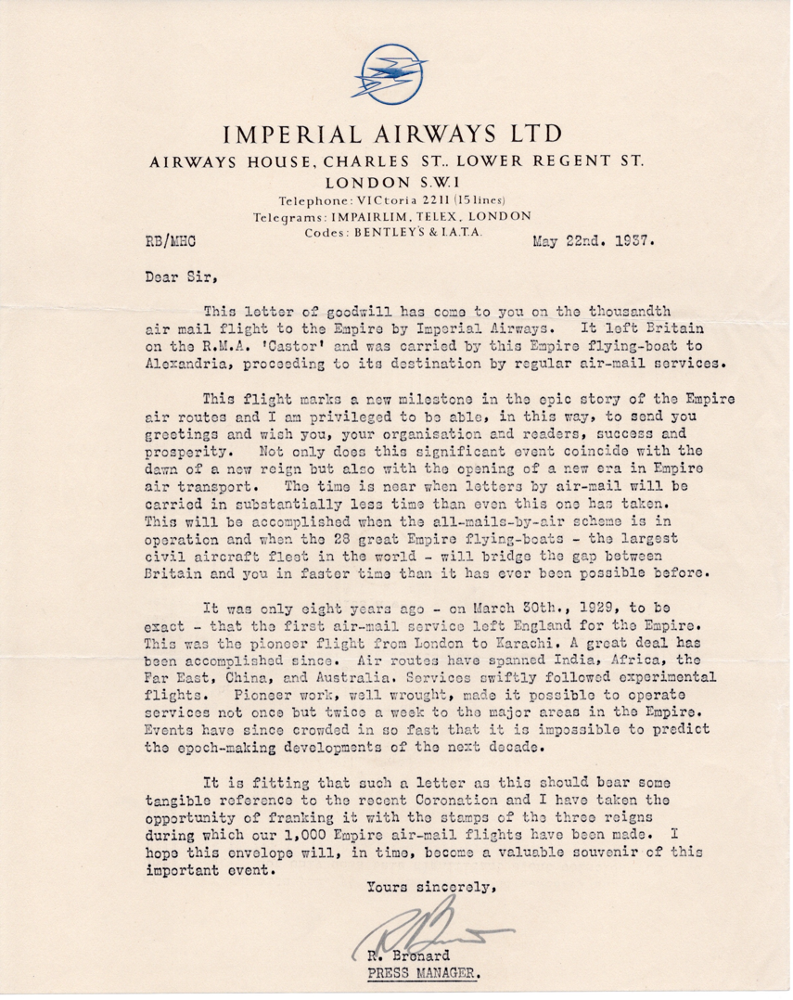 IMPERIAL AIRWAYS LTD
AIRWAYS HOUSE, CHARLES ST., LOWER REGENT ST.
LONDON S.W.1
Telephone: VICtoria 2211 (15 lines)
Telegrams: IMPAIRLIM, TELEX, LONDON
Codes: BENTLEY'S & I.A.T.A.
RB/MHC May 22nd. 1937.
Dear Sir,
This letter of goodwill has come to you on the thousandth
air mail flight to the Empire by Imperial Airways. It left Britain
on the R.M.A. 'Castor' and was carried by this Empire flying-boat to
Alexandria, proceeding to its destination by regular air-mail services.
This flight marks a new milestone in the epic story of the Empire
air routes and I am privileged to be able, in this way, to send you
greetings and wish you, your organisation and readers, success and
prosperity. Not only does this significant event coincide with the
dawn of a new reign but also with the opening of a new era in Empire
air transport. The time is near when letters by air-mail will be
carried in substantially less time than even this one has taken.
This will be accomplished when the all-mails-by-air scheme is in
operation and when the 28 great Empire flying-boats - the largest
civil aircraft fleet in the world - will bridge the gap between
Britain and you in faster time than it has ever been possible before.
It was only eight years ago - on March 30th., 1929, to be
exact - that the first air-mail service left England for the Empire.
This was the pioneer flight from London to Karachi. A great deal has
been accomplished since. Air routes have spanned India, Africa, the
Far East, China, and Australia. Services swiftly followed experimental
flights. Pioneer work, well wrought, made it possible to operate
services not once but twice a week to the major areas in the Empire.
Events have since crowded in so fast that it is impossible to predict
the epoch-making developments of the next decade.
It is fitting that such a letter as this should bear some
tangible reference to the recent Coronation and I have taken the
opportunity of franking it with the stamps of the three reigns
during which our 1,000 Empire air-mail flights have been made. I
hope this envelope will, in time, become a valuable souvenir of this
important event.
Yours sincerely,
R. Brenard
PRESS MANAGER.